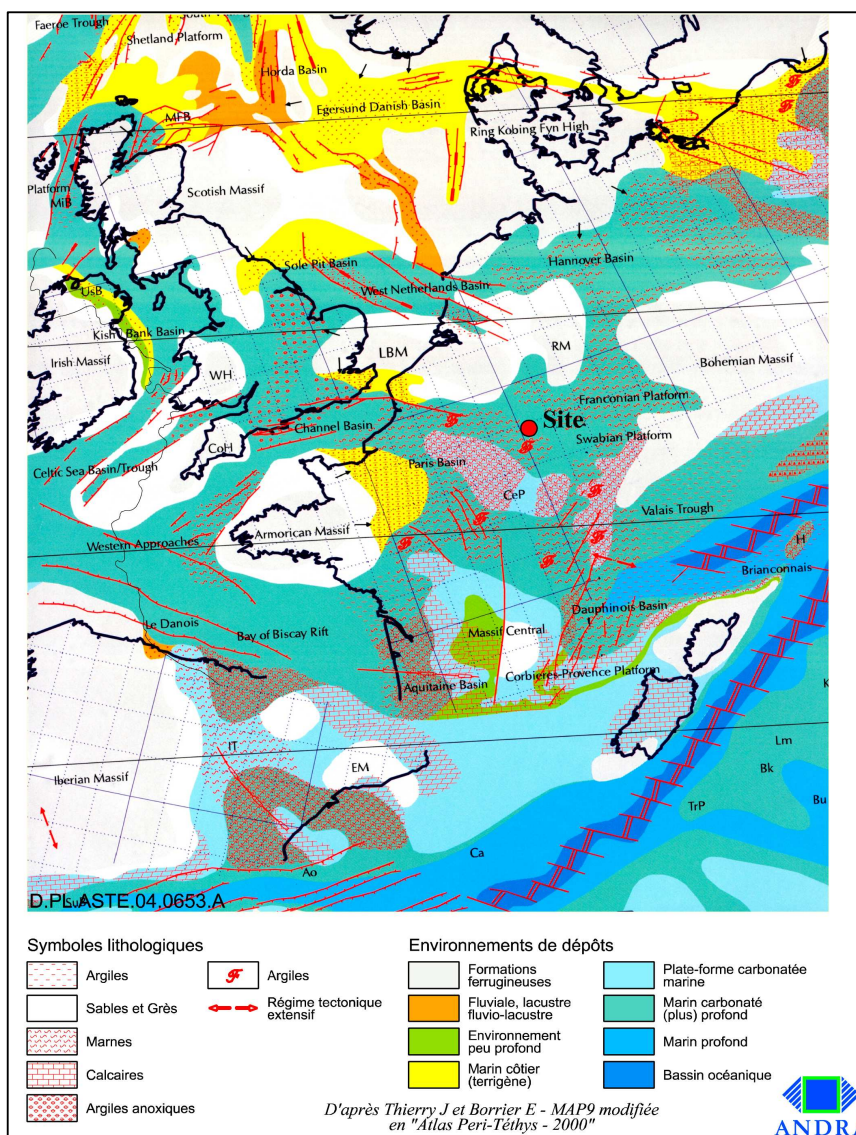 Faeroe Trough
South
Shetland Platform
Horda Basin
Egersund Danish Basin
MFB
Ring Kobing Fyn High
Platform
MiB
Scotish Massif
Sole Pit Basin
Hannover Basin
West Netherlands Basin
UsB
Kish Bank Basin
Irish Massif
WH
LBM
RM
Bohemian Massif
Franconian Platform
Site
Swabian Platform
CoH
Channel Basin
Celtic Sea Basin/Trough
Paris Basin
CeP
Valais Trough
Armorican Massif
Western Approaches
H
Briançonnais
Dauphinois Basin
Le Danois
Bay of Biscay Rift
Massif Central
Corbières-Provence Platform
Aquitaine Basin
IT
EM
Iberian Massif
K
Lm
Bk
Bu
TrP
Ca
Ao
D.PL.ASTE.04.0653.A
Symboles lithologiques
Argiles
Sables et Grès
Marnes
Calcaires
Argiles anoxiques
F
Argiles
Régime tectonique
extensif
Environnements de dépôts
Formations
ferrugineuses
Fluviale, lacustre
fluvio-lacustre
Environnement
peu profond
Marin côtier
(terrigène)
Plate-forme carbonatée
marine
Marin carbonaté
(plus) profond
Marin profond
Bassin océanique
D'après Thierry J et Borrier E - MAP9 modifiée
en "Atlas Peri-Téthys - 2000"
ANDRA